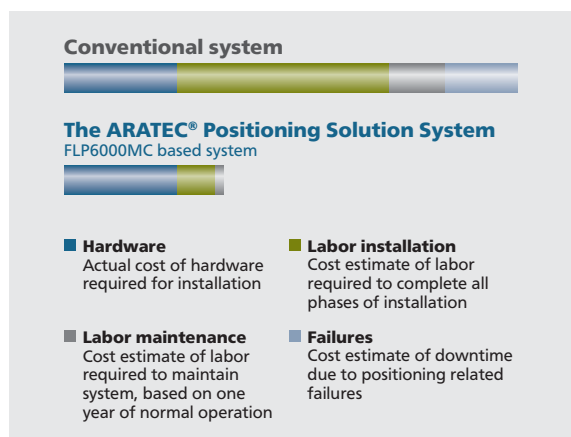 Conventional system
The ARATEC® Positioning Solution System
FLP6000MC based system
Hardware
Actual cost of hardware
required for installation
Labor installation
Cost estimate of labor
required to complete all
phases of installation
Labor maintenance
Cost estimate of labor
required to maintain
system, based on one
year of normal operation
Failures
Cost estimate of downtime
due to positioning related
failures